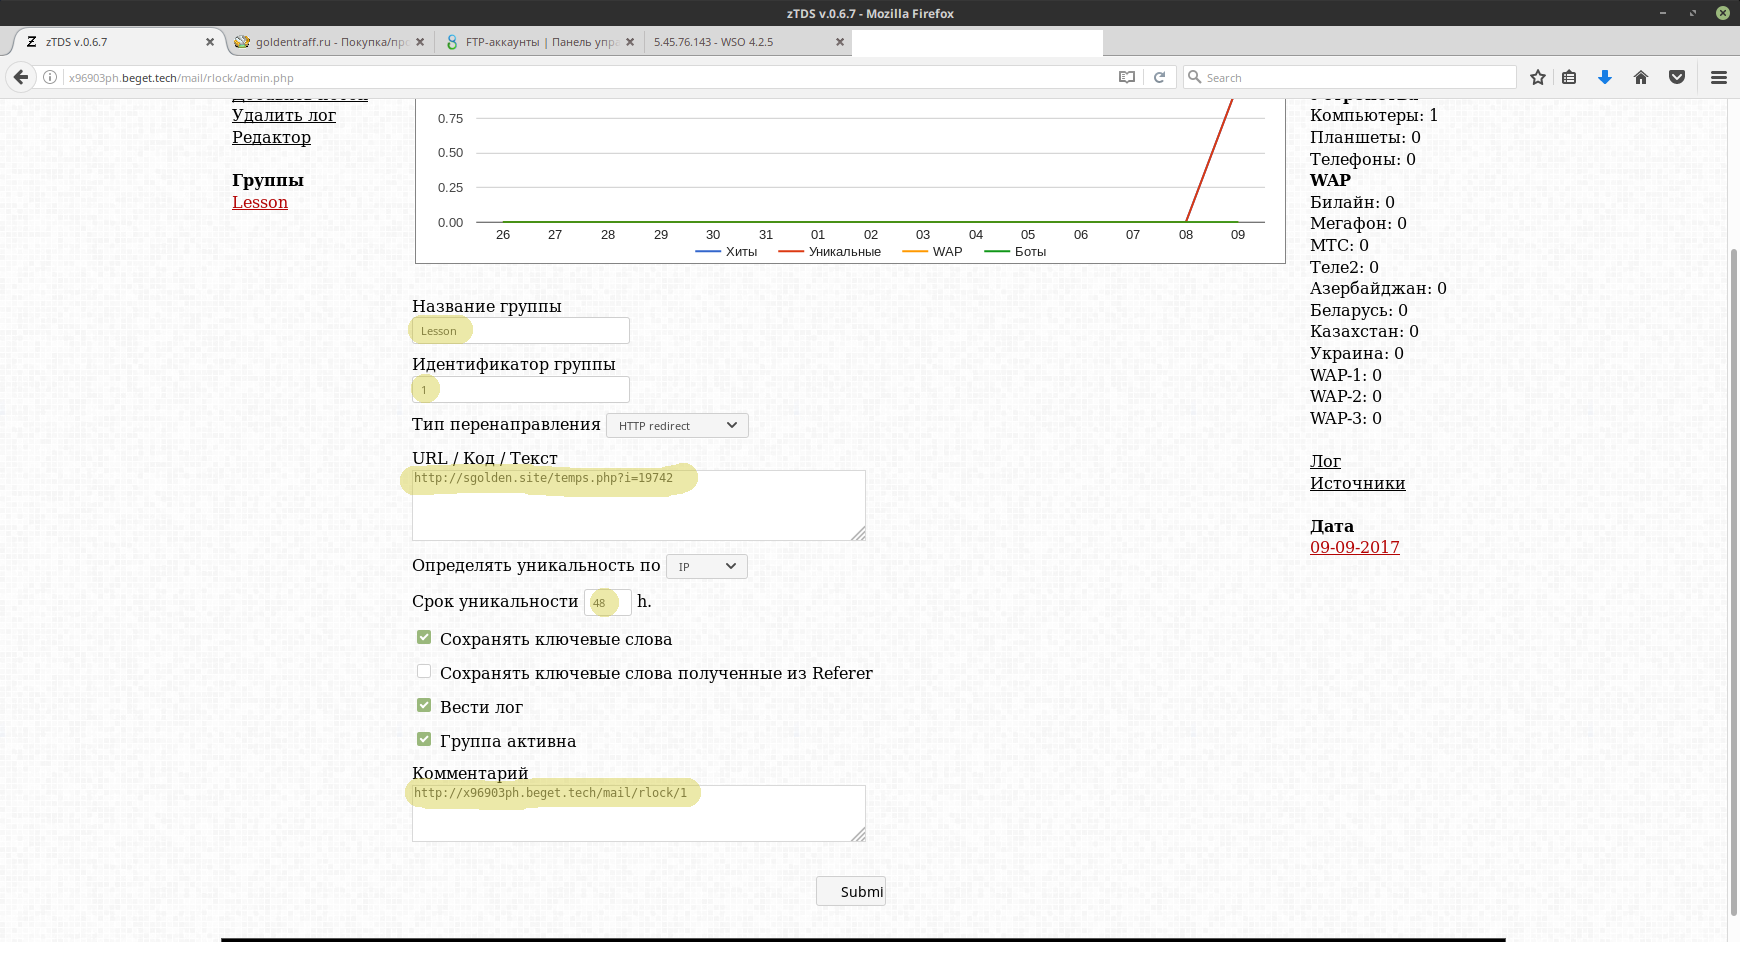 zTDS v.0.6.7 - Mozilla Firefox
zTDS v.0.6.7
goldentraff.ru - Покупка/про
FTP-аккаунты | Панель упра
5.45.76.143 - WSO 4.2.5
x96903ph.beget.tech/mail/rlock/admin.php
Search
Удалить лог
Редактор
Группы
Lesson
0.75
0.50
0.25
0.00
26 27 28 29 30 31 01 02 03 04 05 06 07 08 09
Хиты Уникальные WAP Боты
Название группы
Lesson
Идентификатор группы
1
Тип перенаправления HTTP redirect
URL / Код / Текст
http://sgolden.site/temps.php?i=19742
Определять уникальность по IP
Срок уникальности 48 h.
Сохранять ключевые слова
Сохранять ключевые слова полученные из Referer
Вести лог
Группа активна
Комментарий
http://x96903ph.beget.tech/mail/rlock/1
Submi
Компьютеры: 1
Планшеты: 0
Телефоны: 0
WAP
Билайн: 0
Мегафон: 0
МТС: 0
Теле2: 0
Азербайджан: 0
Беларусь: 0
Казахстан: 0
Украина: 0
WAP-1: 0
WAP-2: 0
WAP-3: 0
Лог
Источники
Дата
09-09-2017